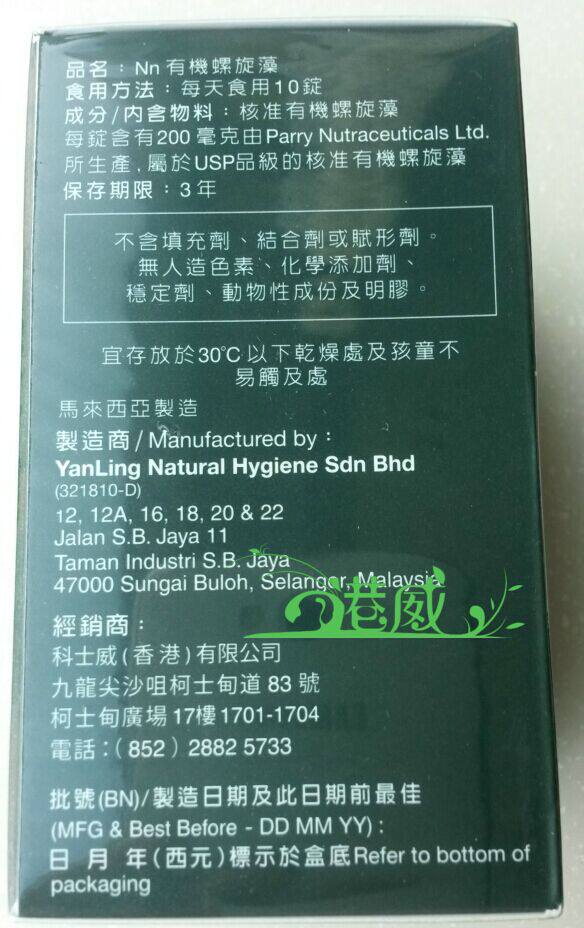 品名：Nn 有機螺旋藻
食用方法：每天食用10錠
成分/内含物料：核准有機螺旋藻
每錠含有200 毫克由Parry Nutraceuticals Ltd.
所生產,屬於USP品級的核准有機螺旋藻
保存期限：3年
不含填充劑、結合劑或賦形劑。
無人造色素、化學添加劑、
穩定劑、動物性成份及明膠。
宜存放於30°C以下乾燥處及孩童不
易觸及處
馬來西亞製造
製造商/Manufactured by：
YanLing Natural Hygiene Sdn Bhd
(321810-D)
12, 12A, 16, 18, 20 & 22
Jalan S.B. Jaya 11
Taman Industri S.B. Jaya
47000 Sungai Buloh, Selangor, Malaysia
港威
經銷商：
科士威(香港)有限公司
九龍尖沙咀柯士甸道 83 號
柯士甸廣場 17樓 1701-1704
電話：（852）2882 5733
批號(BN)/製造日期及此日期前最佳
(MFG & Best Before - DD MM YY)：
日 月 年(西元)標示於盒底Refer to bottom of
packaging